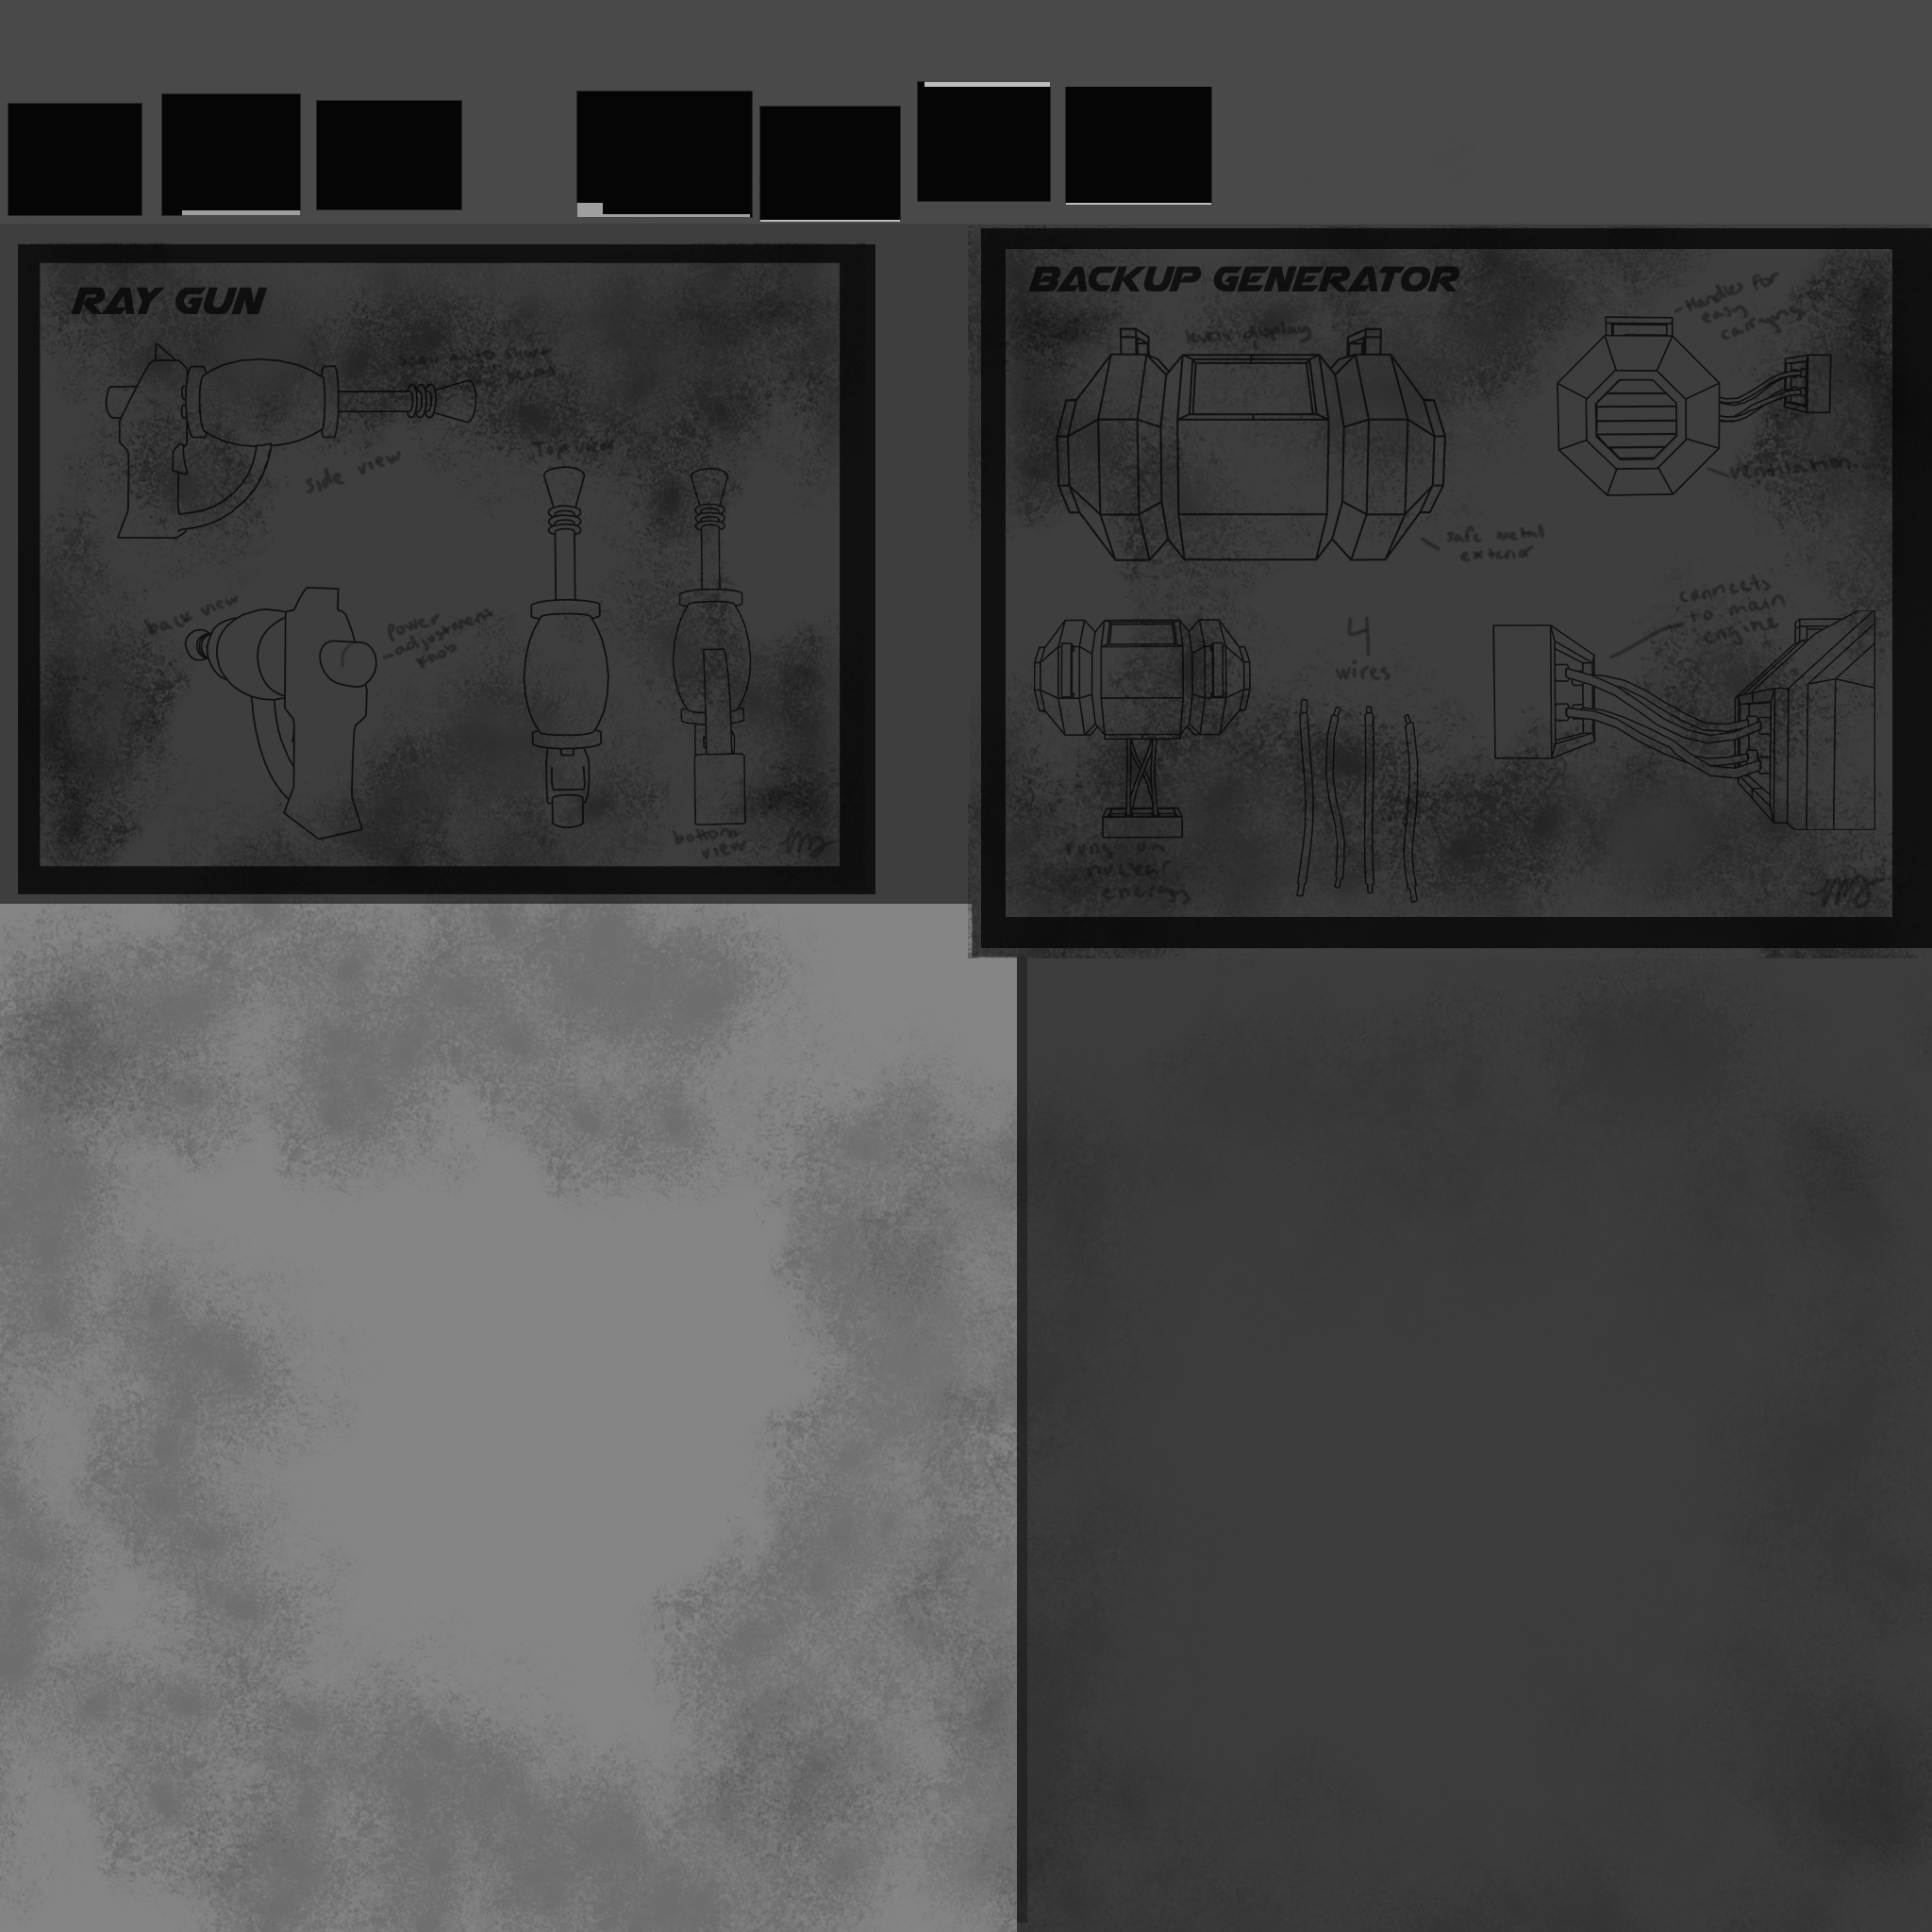 RAY GUN
short
side view
Top view
back view
power
adjustment
knob
bottom
view
BACKUP GENERATOR
levels display
Handles for
easy
carrying
ventilation
safe metal
exterior
4
wires
connects
to main
engine
runs on
nuclear
energy